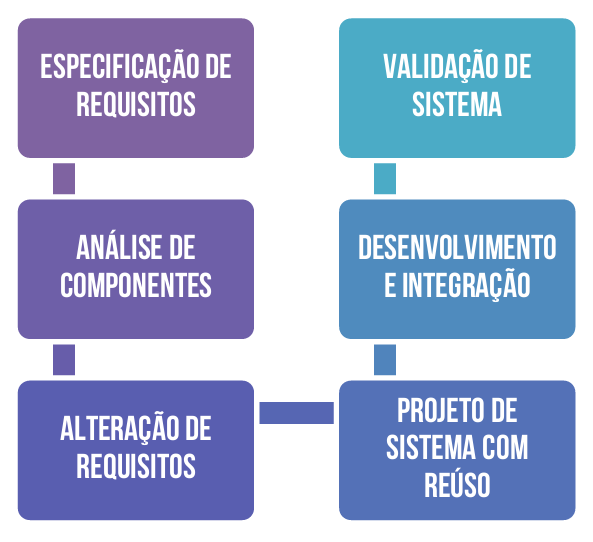 ESPECIFICAÇÃO DE
REQUISITOS
ANÁLISE DE
COMPONENTES
ALTERAÇÃO DE
REQUISITOS
PROJETO DE
SISTEMA COM
REÚSO
DESENVOLVIMENTO
E INTEGRAÇÃO
VALIDAÇÃO DE
SISTEMA